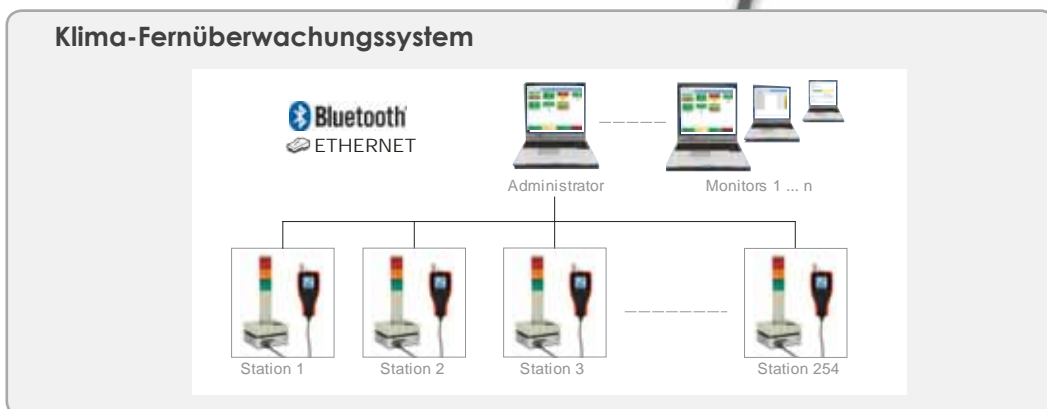 Klima-Fernüberwachungssystem
Bluetooth
ETHERNET
Administrator
Monitors 1 ... n
Station 1
Station 2
Station 3
Station 254